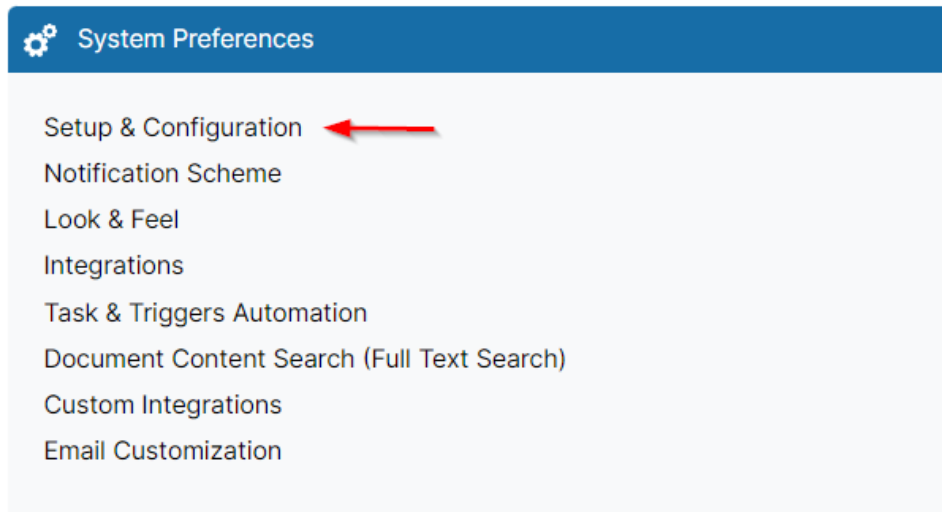 System Preferences
Setup & Configuration
Notification Scheme
Look & Feel
Integrations
Task & Triggers Automation
Document Content Search (Full Text Search)
Custom Integrations
Email Customization